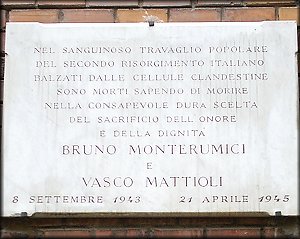 NEL SANGUINOSO TRAVAGLIO POPOLARE
DEL SECONDO RISORGIMENTO ITALIANO
BALZATI DALLE CELLULE CLANDESTINE
SONO MORTI SAPENDO DI MORIRE
NELLA CONSAPEVOLE DURA SCELTA
DEL SACRIFICIO DELL ONORE
E DELLA DIGNITA
BRUNO MONTERUMICI
E
VASCO MATTIOLI
8 SETTEMBRE 1943 21 APRILE 1945